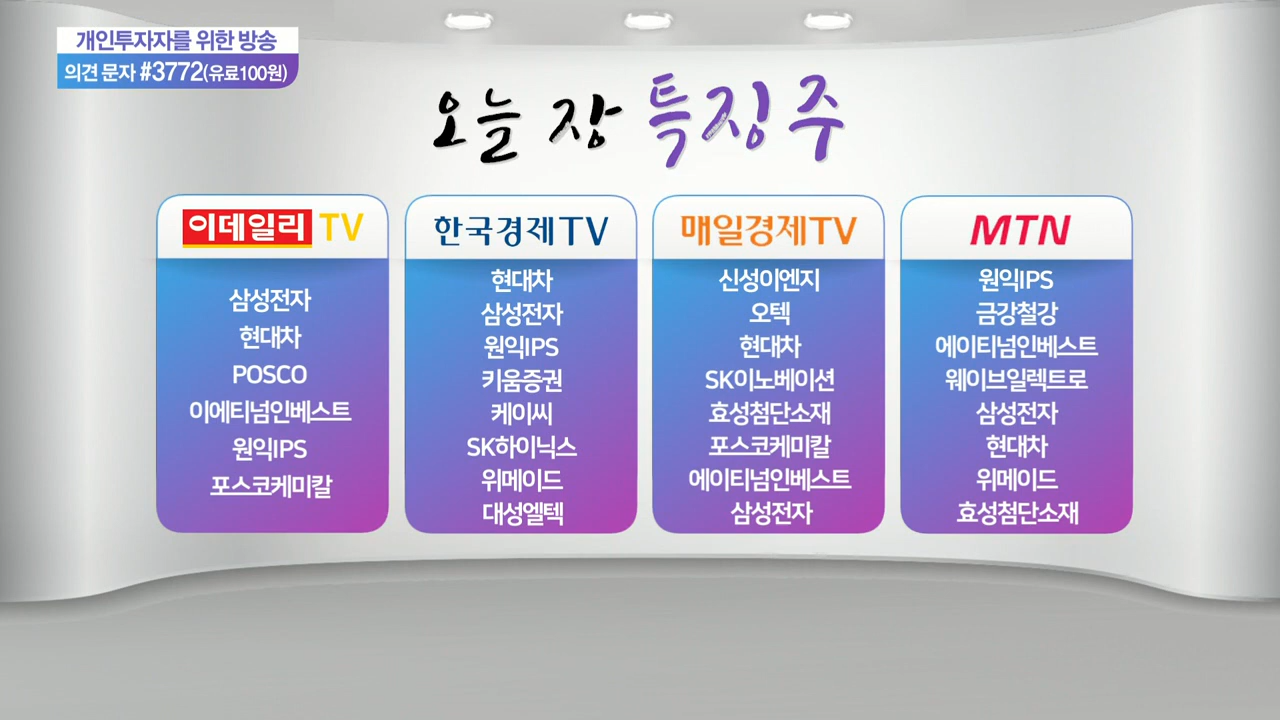 개인투자자를 위한 방송
의견 문자 #3772(유료100원)
오늘 장 특징주
이데일리 TV
삼성전자
현대차
POSCO
이에티넘인베스트
원익IPS
포스코케미칼
한국경제TV
현대차
삼성전자
원익IPS
키움증권
케이씨
SK하이닉스
위메이드
대성엘텍
매일경제TV
신성이엔지
오텍
현대차
SK이노베이션
효성첨단소재
포스코케미칼
에이티넘인베스트
삼성전자
MTN
원익IPS
금강철강
에이티넘인베스트
웨이브일렉트로
삼성전자
현대차
위메이드
효성첨단소재